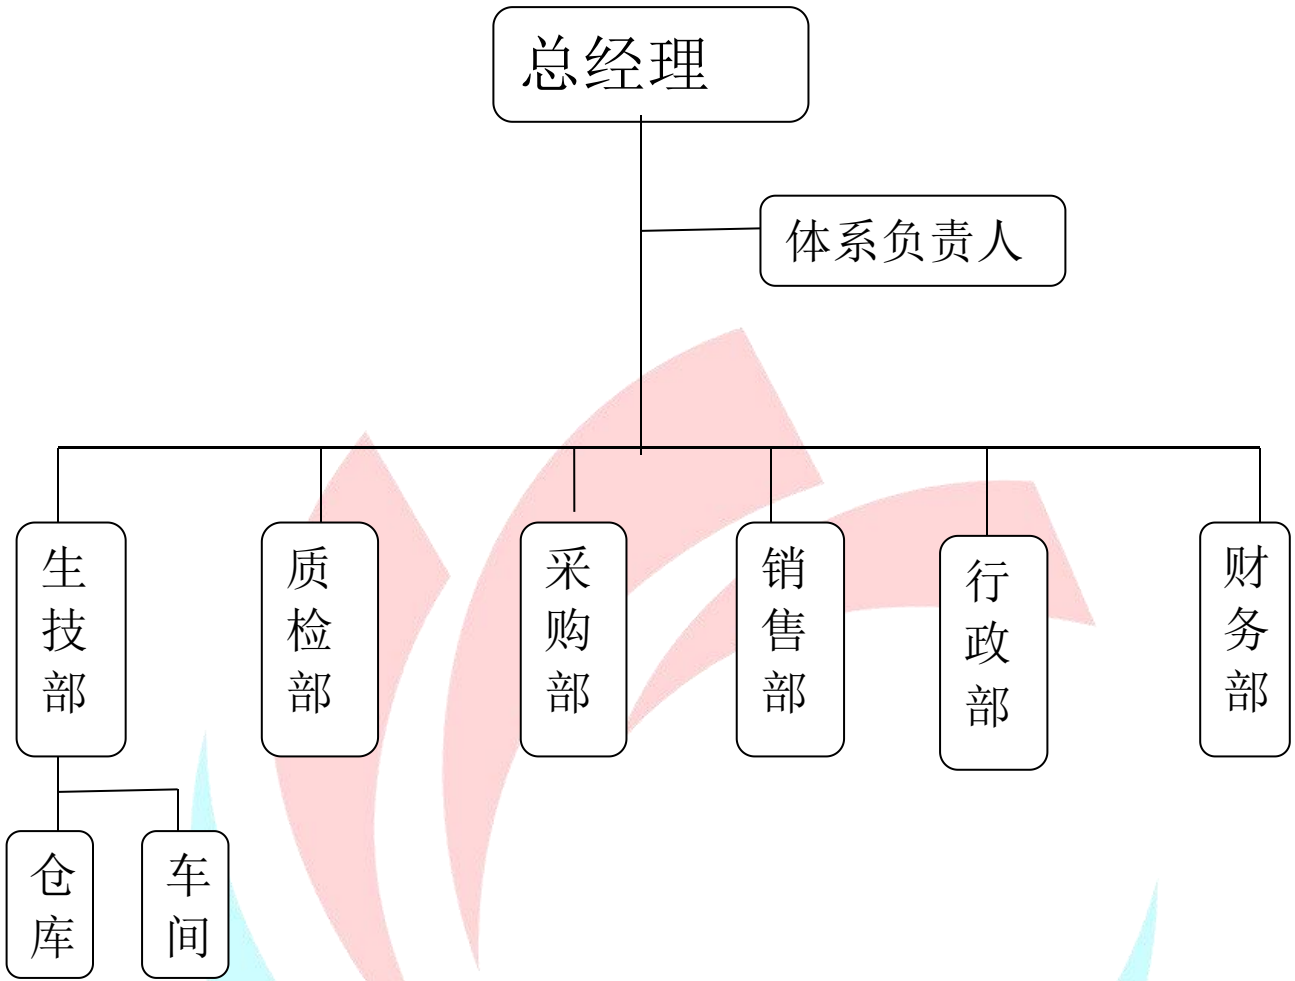 总经理
体系负责人
生技部
质检部
采购部
销售部
行政部
财务部
仓库
车间